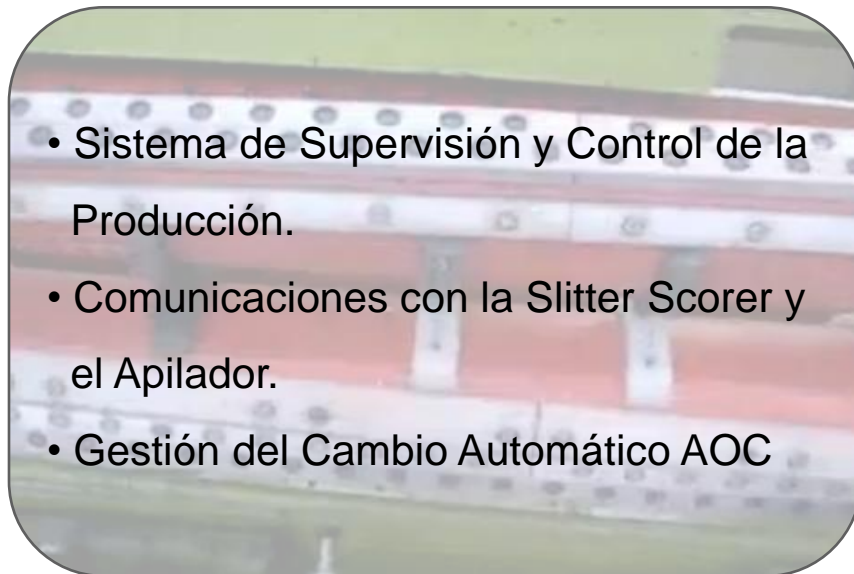 • Sistema de Supervisión y Control de la
Producción.
• Comunicaciones con la Slitter Scorer y
el Apilador.
• Gestión del Cambio Automático AOC